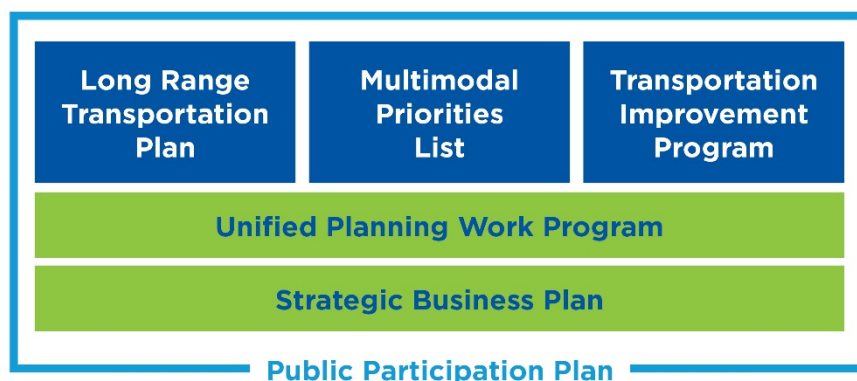 Long Range
Transportation
Plan
Multimodal
Priorities
List
Transportation
Improvement
Program
Unified Planning Work Program
Strategic Business Plan
Public Participation Plan